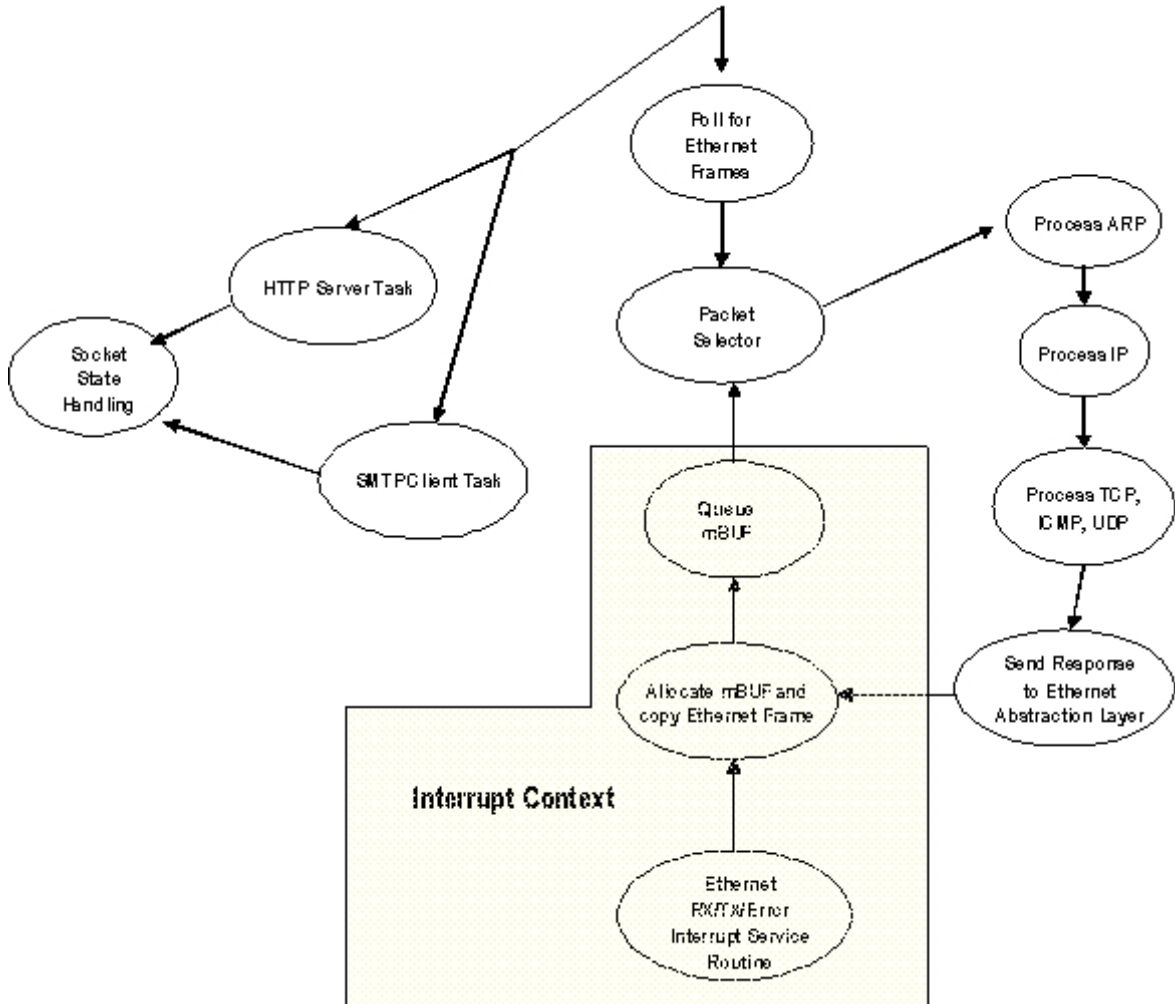 Poll for
Ethernet
Frames
Process ARP
HTTP Server Task
Packet
Selector
Socket
State
Handling
Process IP
SMTPClient Task
Queue
mBUF
Process TCP,
ICMP, UDP
Allocate mBUF and
copy Ethernet Frame
Send Response
to Ethernet
Abstraction Layer
Interrupt Context
Ethernet
RX/TX/Error
Interrupt Service
Routine